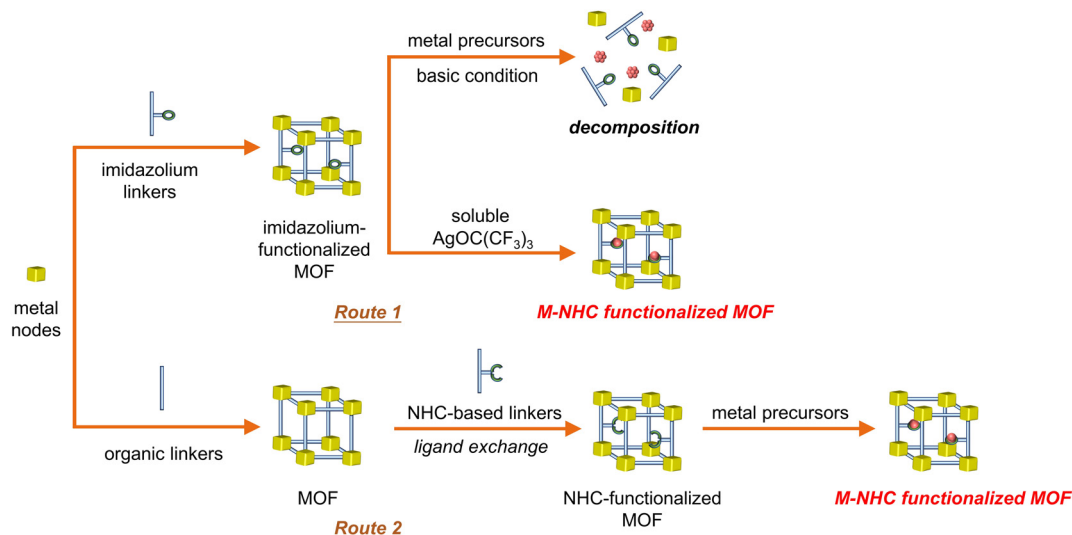 metal precursors
basic condition
decomposition
imidazolium
linkers
imidazolium-
functionalized
MOF
soluble
AgOC(CF₃)₃
metal
nodes
Route 1
M-NHC functionalized MOF
organic linkers
MOF
NHC-based linkers
ligand exchange
NHC-functionalized
MOF
metal precursors
M-NHC functionalized MOF
Route 2